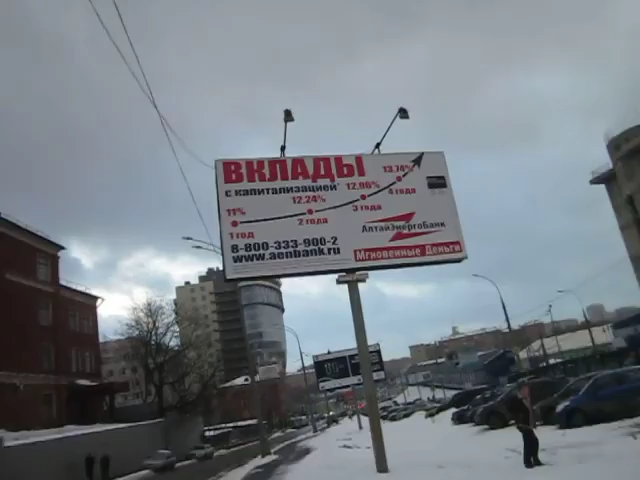 ВКЛАДЫ
с капитализацией*
11%
12,24%
12,96%
13,74%
1 год
2 года
3 года
4 года
8-800-333-900-2
www.aenbank.ru
АлтайЭнергоБанк
Мгновенные Деньги